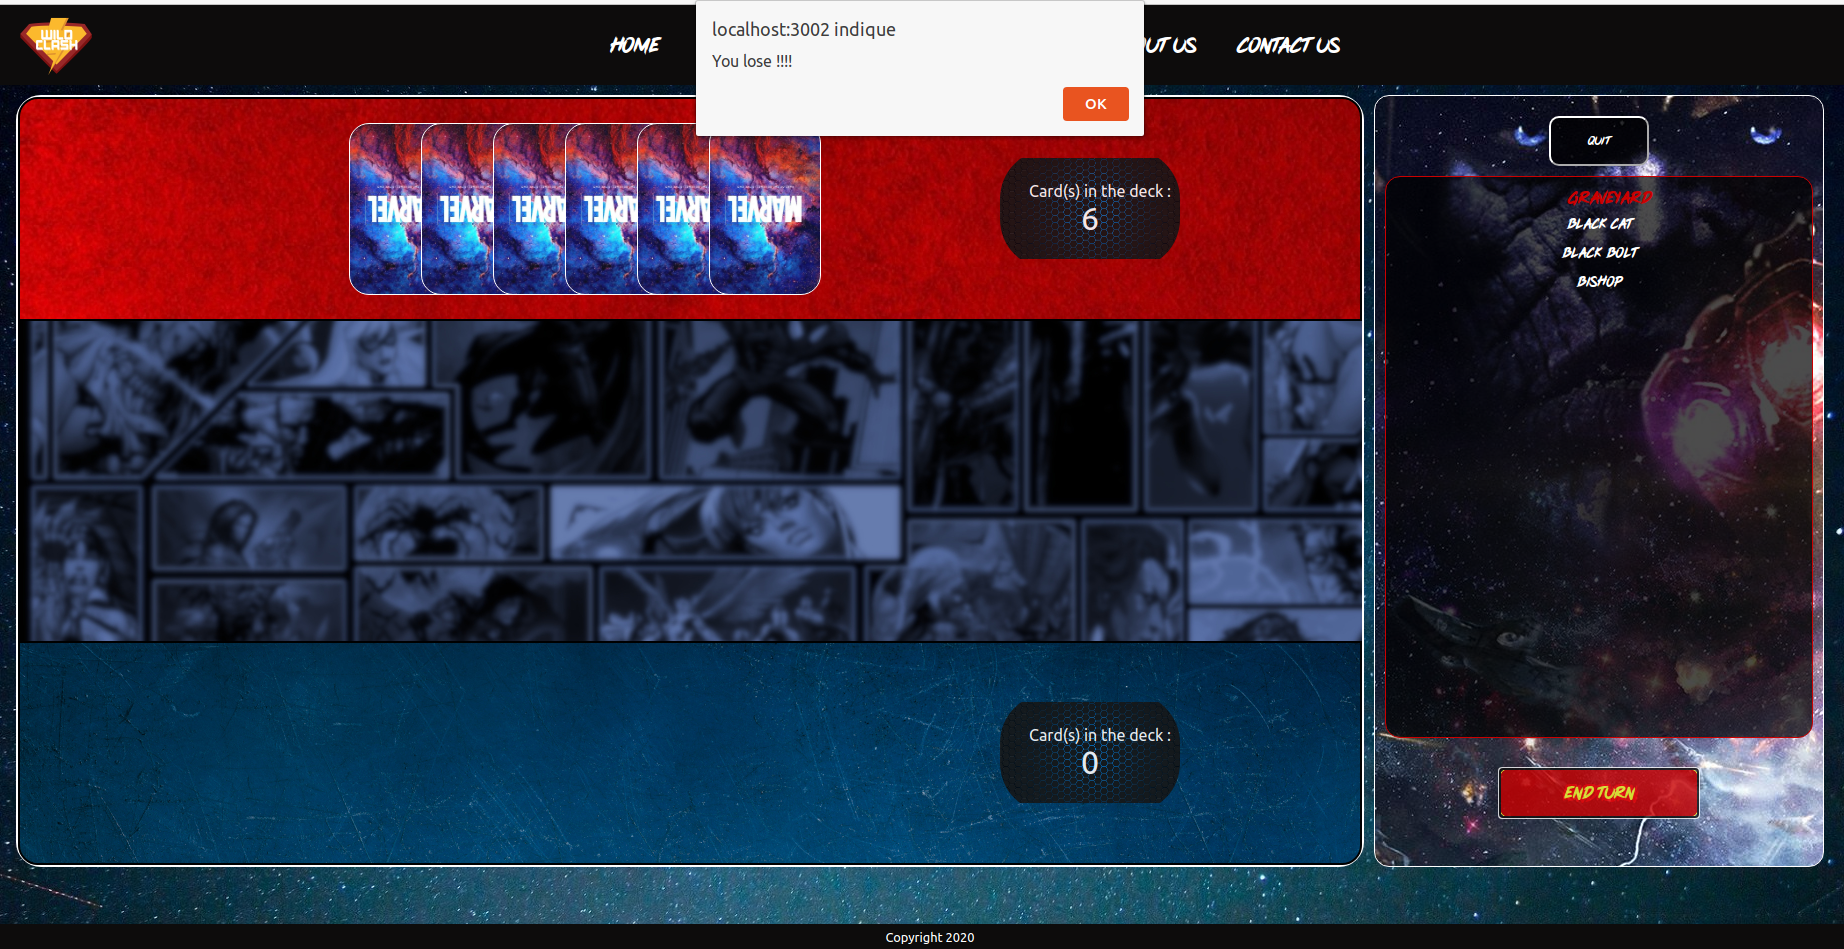 WILD
CLASH
HOME
OUT US
CONTACT US
localhost:3002 indique
You lose !!!!
OK
QUIT
MARVEL
MARVEL
MARVEL
MARVEL
MARVEL
MARVEL
Card(s) in the deck :
6
GRAVEYARD
BLACK CAT
BLACK BOLT
BISHOP
Card(s) in the deck :
0
END TURN
Copyright 2020